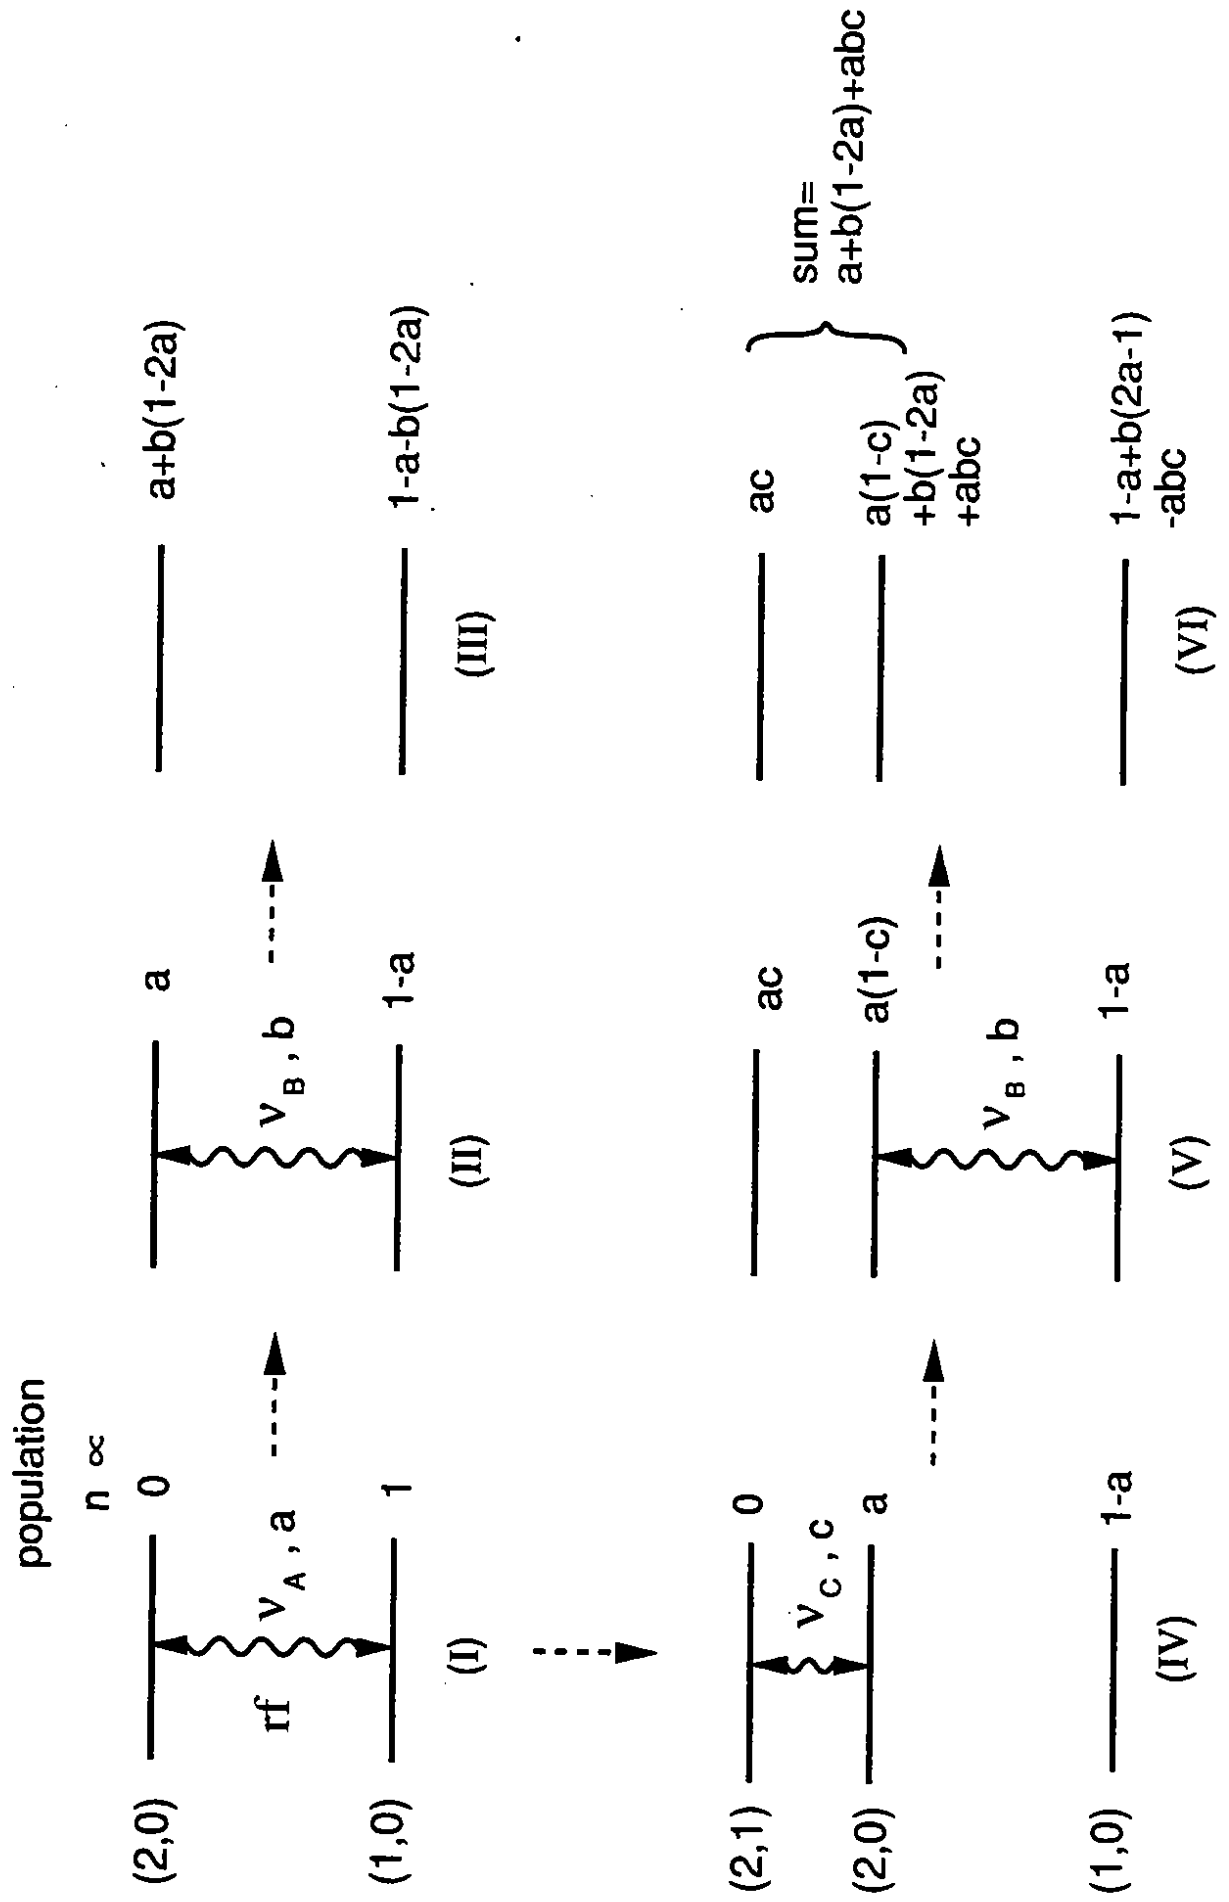 population
n ∝
(2,0)
0
rf
ν_A , a
(1,0)
1
(I)
a
ν_B , b
1-a
(II)
a+b(1-2a)
1-a-b(1-2a)
(III)
(2,1)
0
ν_C , c
(2,0)
a
(1,0)
1-a
(IV)
ac
a(1-c)
ν_B , b
1-a
(V)
ac
a(1-c)
+b(1-2a)
+abc
sum=
a+b(1-2a)+abc
1-a+b(2a-1)
-abc
(VI)